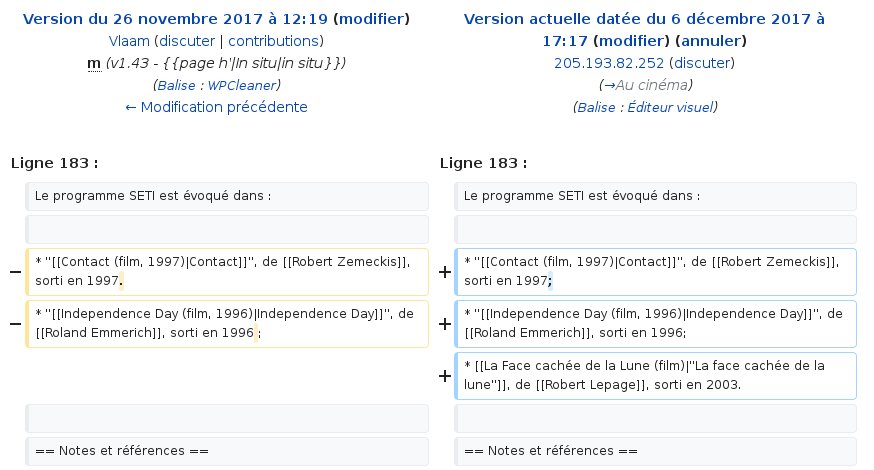 Version du 26 novembre 2017 à 12:19 (modifier)
Vlaam (discuter | contributions)
m (v1.43 - {{page h'|In situ|in situ}})
(Balise : WPCleaner)
← Modification précédente
Version actuelle datée du 6 décembre 2017 à
17:17 (modifier) (annuler)
205.193.82.252 (discuter)
(→Au cinéma)
(Balise : Éditeur visuel)
Ligne 183 :
Le programme SETI est évoqué dans :
− * "[[Contact (film, 1997)|Contact]]", de [[Robert Zemeckis]],
sorti en 1997.
− * "[[Independence Day (film, 1996)|Independence Day]]", de
[[Roland Emmerich]], sorti en 1996 ;
== Notes et références ==
Ligne 183 :
Le programme SETI est évoqué dans :
+ * "[[Contact (film, 1997)|Contact]]", de [[Robert Zemeckis]],
sorti en 1997;
+ * "[[Independence Day (film, 1996)|Independence Day]]", de
[[Roland Emmerich]], sorti en 1996;
+ * [[La Face cachée de la Lune (film)|"La face cachée de la
lune"]], de [[Robert Lepage]], sorti en 2003.
== Notes et références ==